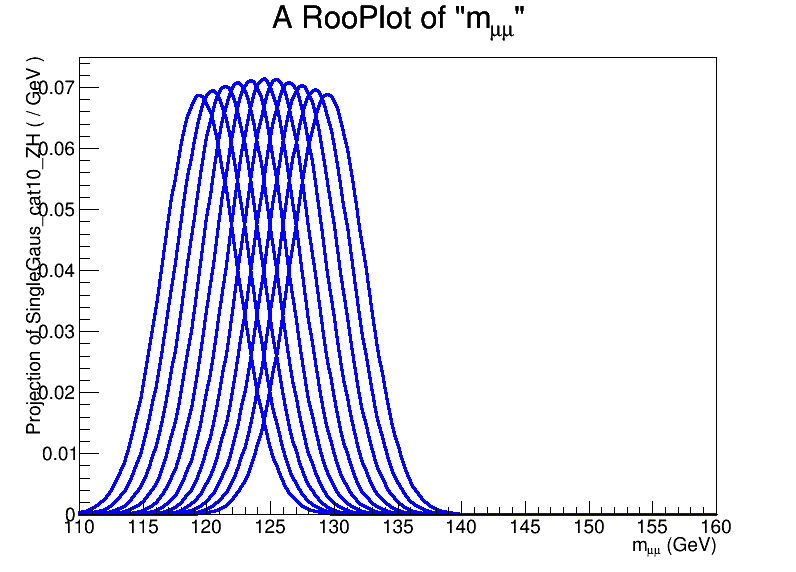 A RooPlot of "mμμ"
Projection of SingleGaus_cat10_ZH ( / GeV )
0.07
0.06
0.05
0.04
0.03
0.02
0.01
0
110 115 120 125 130 135 140 145 150 155 160
mμμ (GeV)